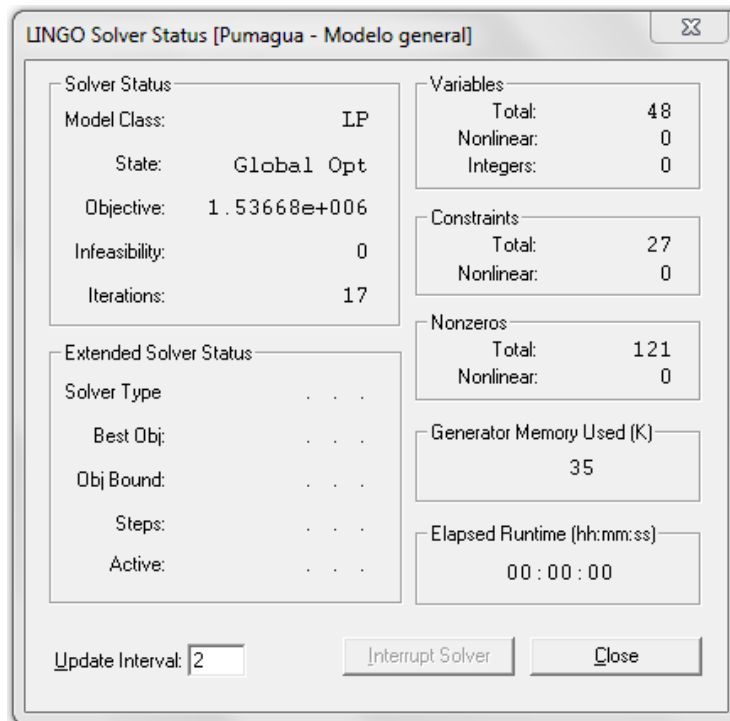 LINGO Solver Status [Pumagua - Modelo general]
Solver Status
Model Class: LP
State: Global Opt
Objective: 1.53668e+006
Infeasibility: 0
Iterations: 17
Extended Solver Status
Solver Type . . .
Best Obj: . . .
Obj Bound: . . .
Steps: . . .
Active: . . .
Variables
Total: 48
Nonlinear: 0
Integers: 0
Constraints
Total: 27
Nonlinear: 0
Nonzeros
Total: 121
Nonlinear: 0
Generator Memory Used (K)
35
Elapsed Runtime (hh:mm:ss)
00:00:00
Update Interval: 2
Interrupt Solver
Close